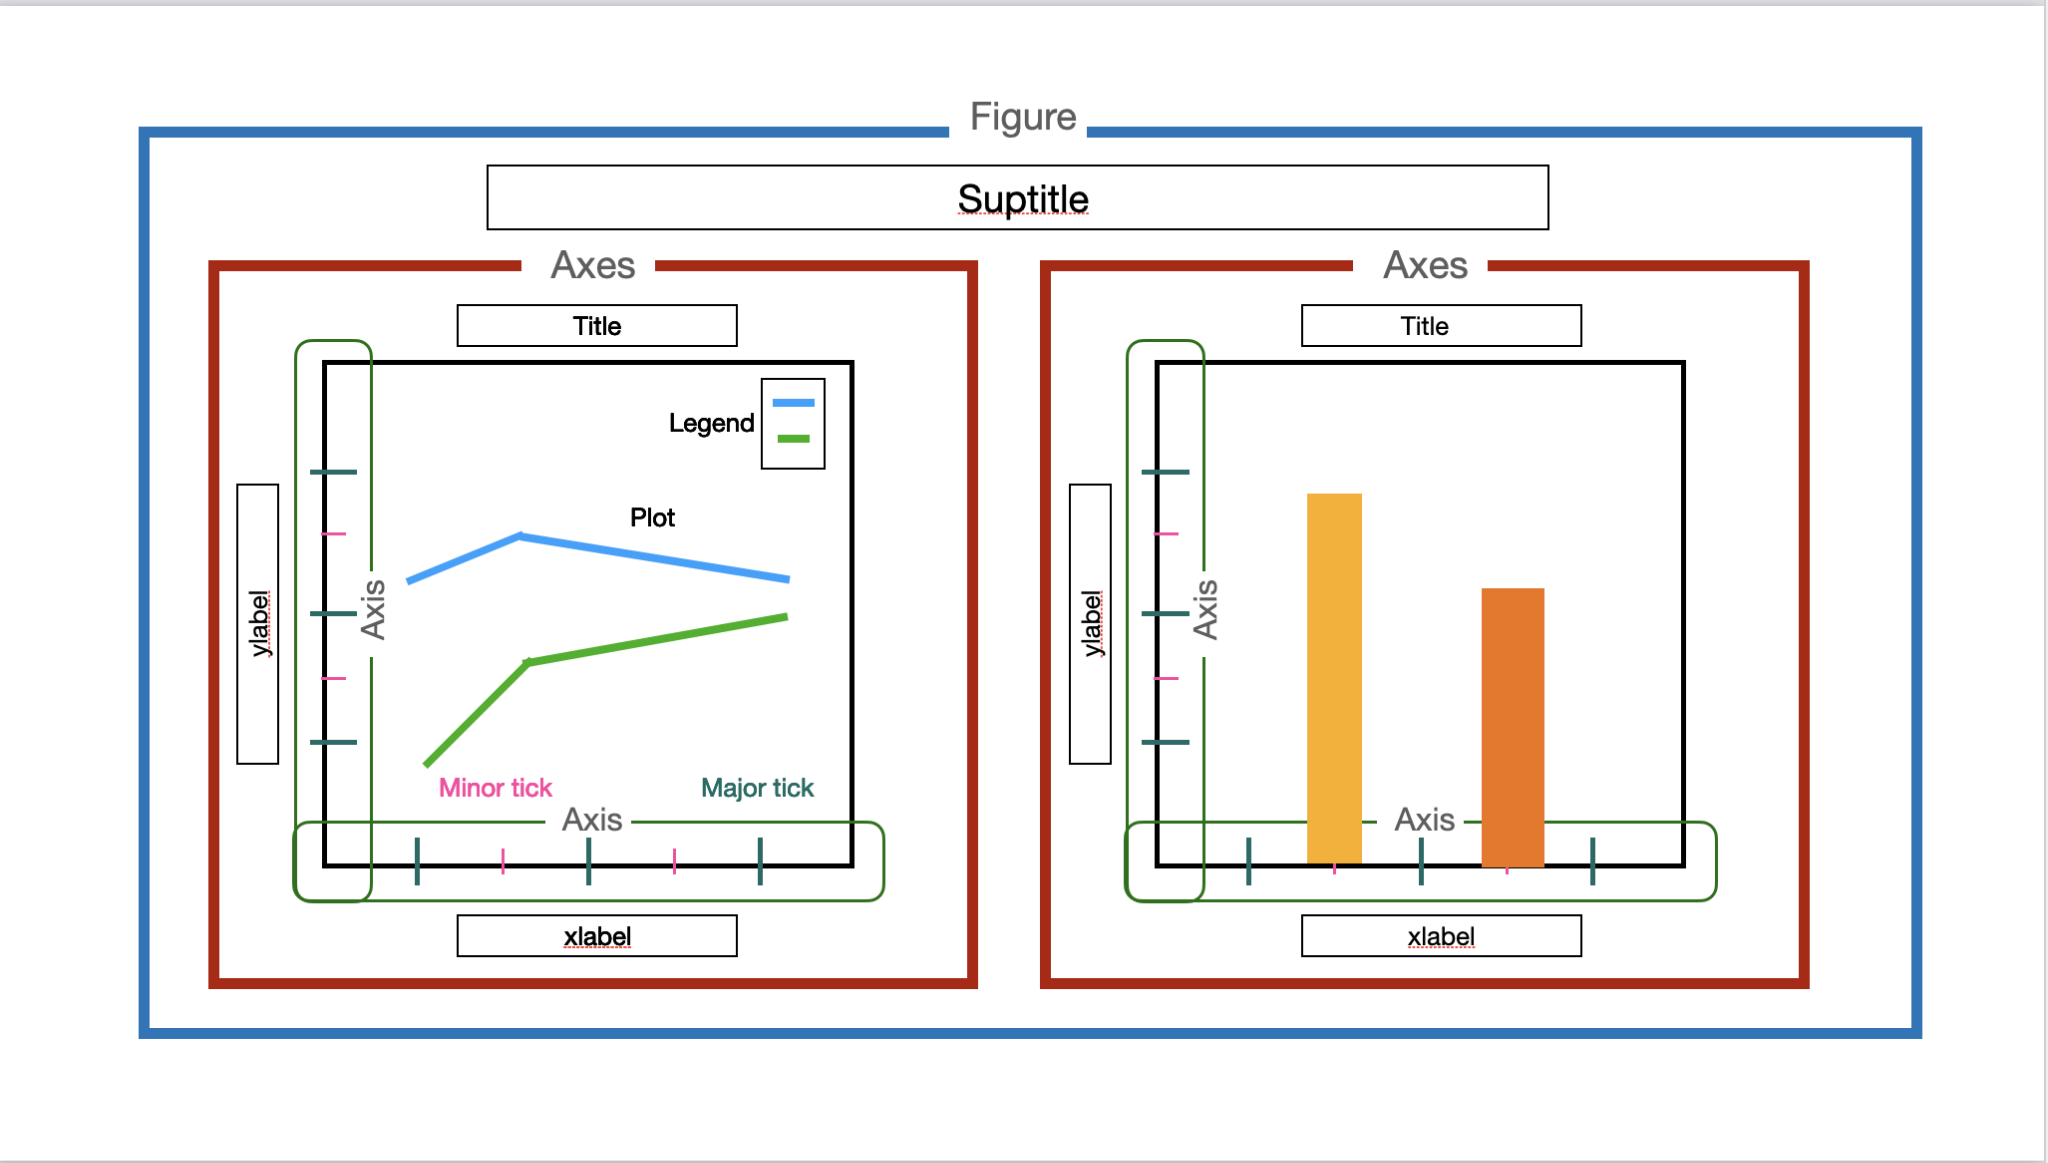 Figure
Suptitle
Axes
Title
Legend
Plot
ylabel
Axis
Minor tick
Major tick
Axis
xlabel
Axes
Title
ylabel
Axis
Axis
xlabel